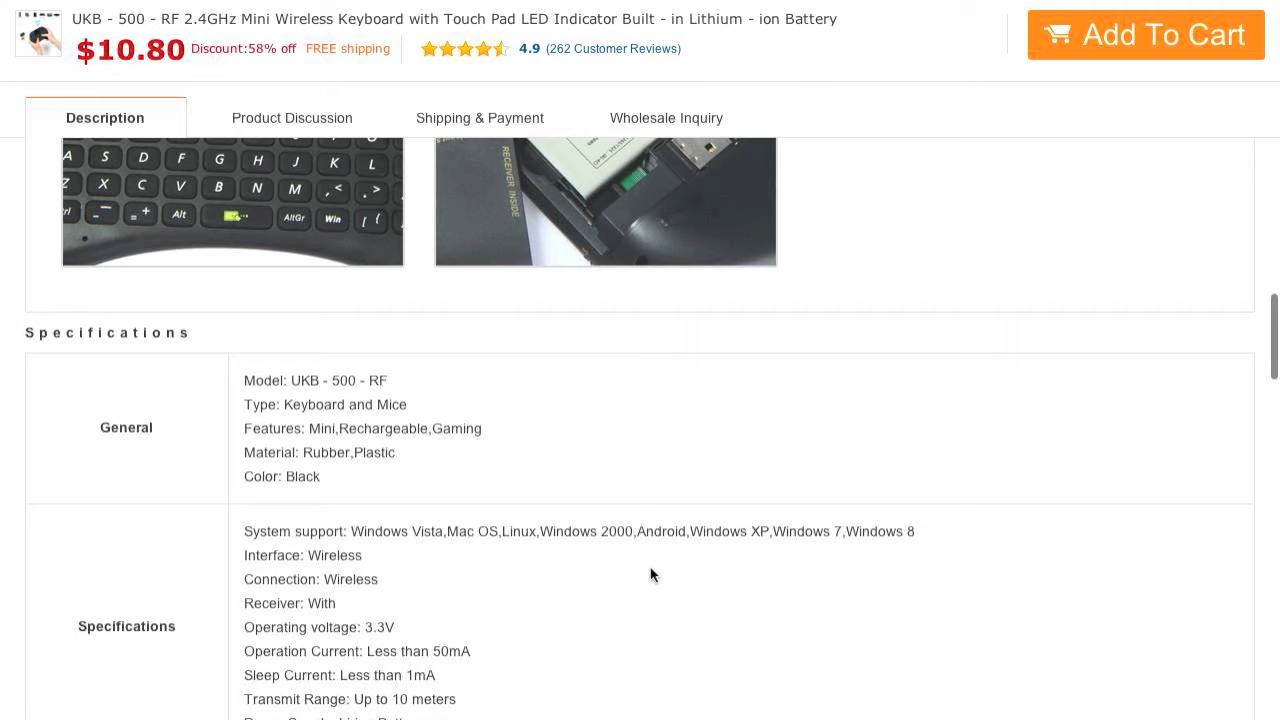 UKB - 500 - RF 2.4GHz Mini Wireless Keyboard with Touch Pad LED Indicator Built - in Lithium - ion Battery
$10.80 Discount:58% off FREE shipping 4.9 (262 Customer Reviews)
Add To Cart
Description Product Discussion Shipping & Payment Wholesale Inquiry
A S D F G H J K L
Z X C V B N M , < . >
Alt AltGr Win [ {
RECEIVER INSIDE
Specifications
General
Model: UKB - 500 - RF
Type: Keyboard and Mice
Features: Mini,Rechargeable,Gaming
Material: Rubber,Plastic
Color: Black
Specifications
System support: Windows Vista,Mac OS,Linux,Windows 2000,Android,Windows XP,Windows 7,Windows 8
Interface: Wireless
Connection: Wireless
Receiver: With
Operating voltage: 3.3V
Operation Current: Less than 50mA
Sleep Current: Less than 1mA
Transmit Range: Up to 10 meters